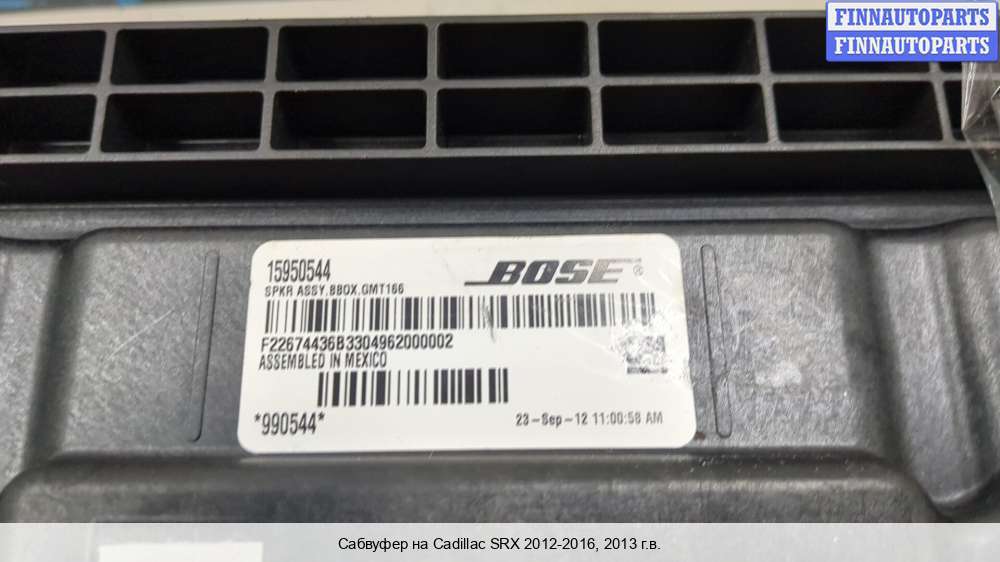 FINNAUTOPARTS
FINNAUTOPARTS
15950544
BOSE®
SPKR ASSY,BBOX,GMT166
F22674436B3304962000002
ASSEMBLED IN MEXICO
*990544*
23-Sep-12 11:00:58 AM
Сабвуфер на Cadillac SRX 2012-2016, 2013 г.в.